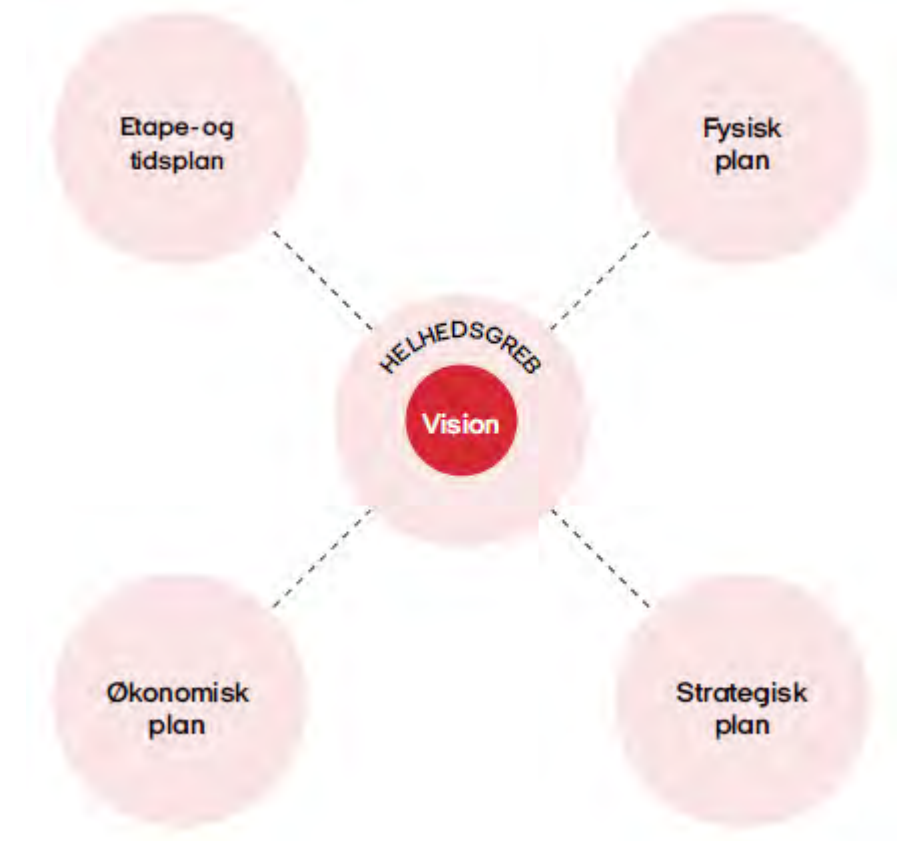 Etape- og
tidsplan
Fysisk
plan
HELHEDSGREB
Vision
Økonomisk
plan
Strategisk
plan